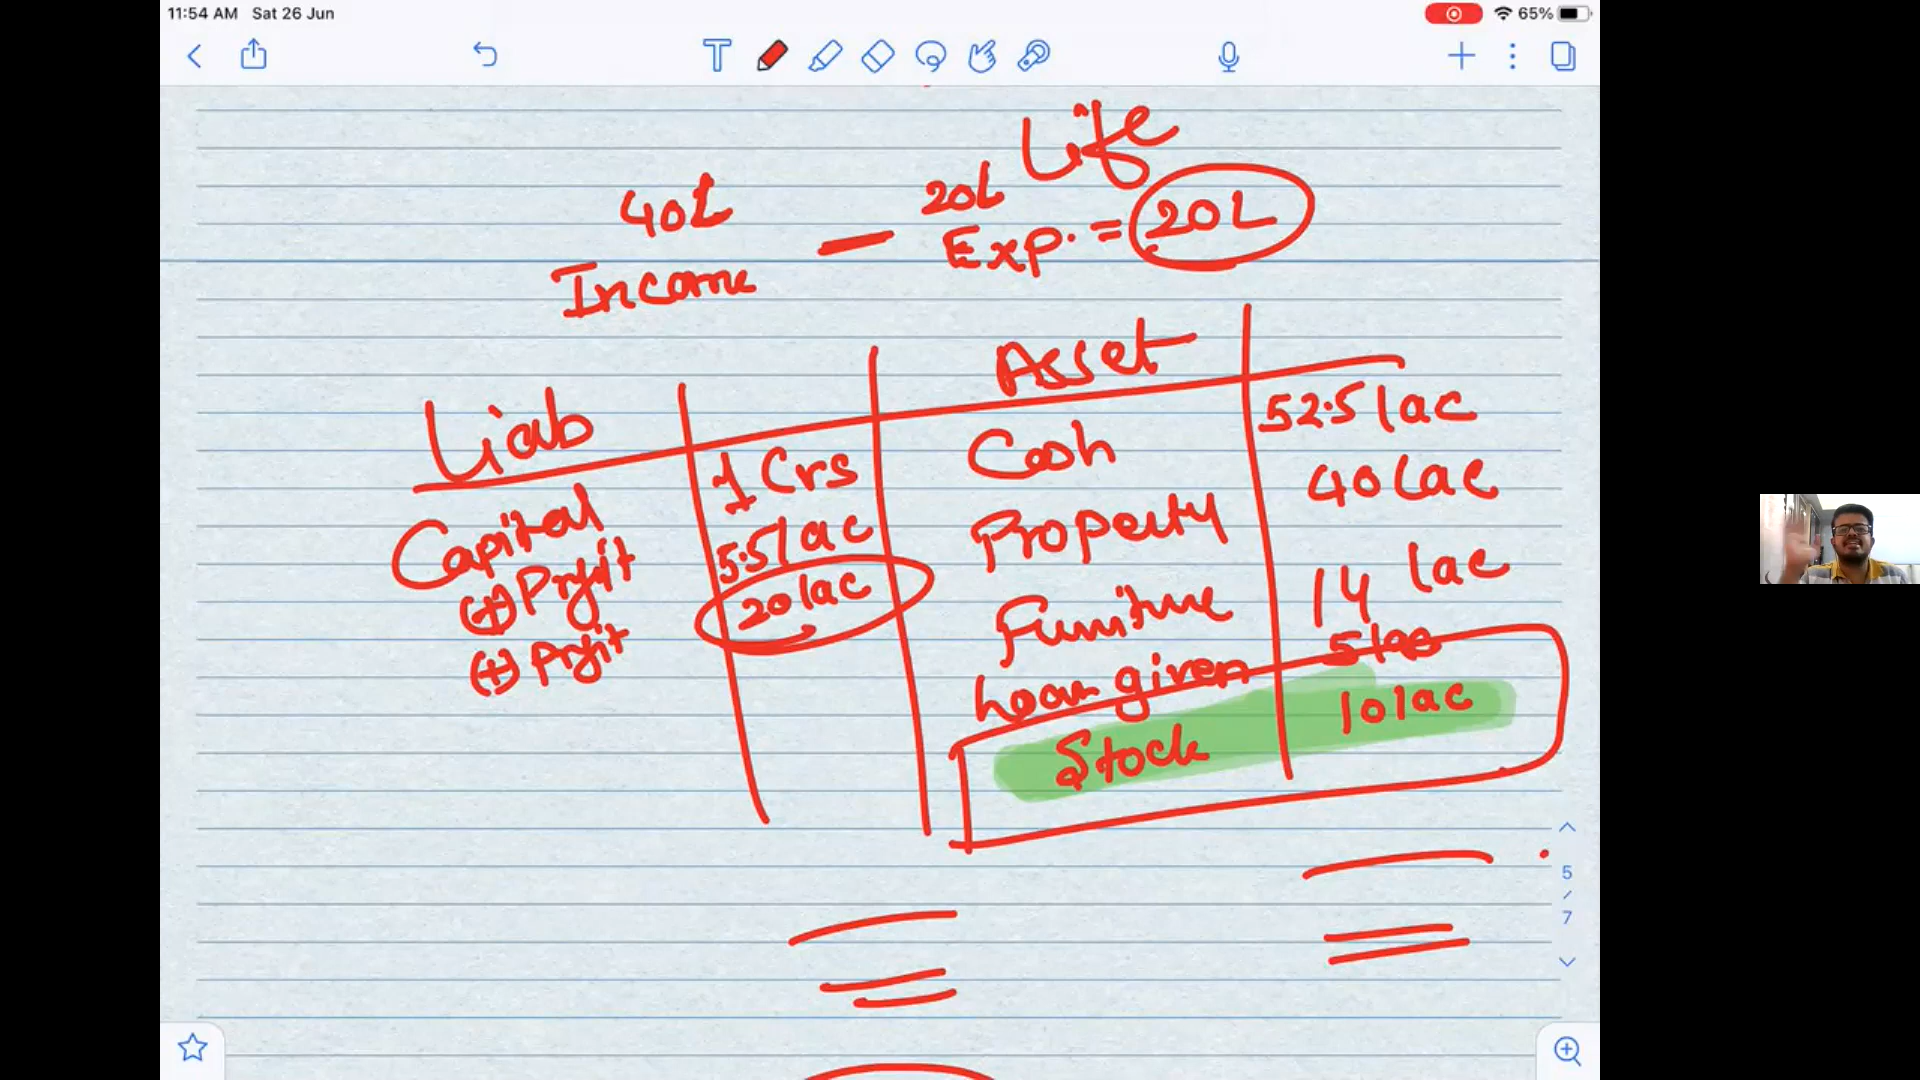 11:54 AM Sat 26 Jun
65%
Life
40L 20L
Income — Exp. = 20L
Liab Asset
Capital 1 Crs Cash 52.5 lac
(+) Profit 5.5 lac Property 40 lac
(+) Profit 20 lac Furniture 14 lac
Loan given 5 lac
Stock 10 lac
5
/
7